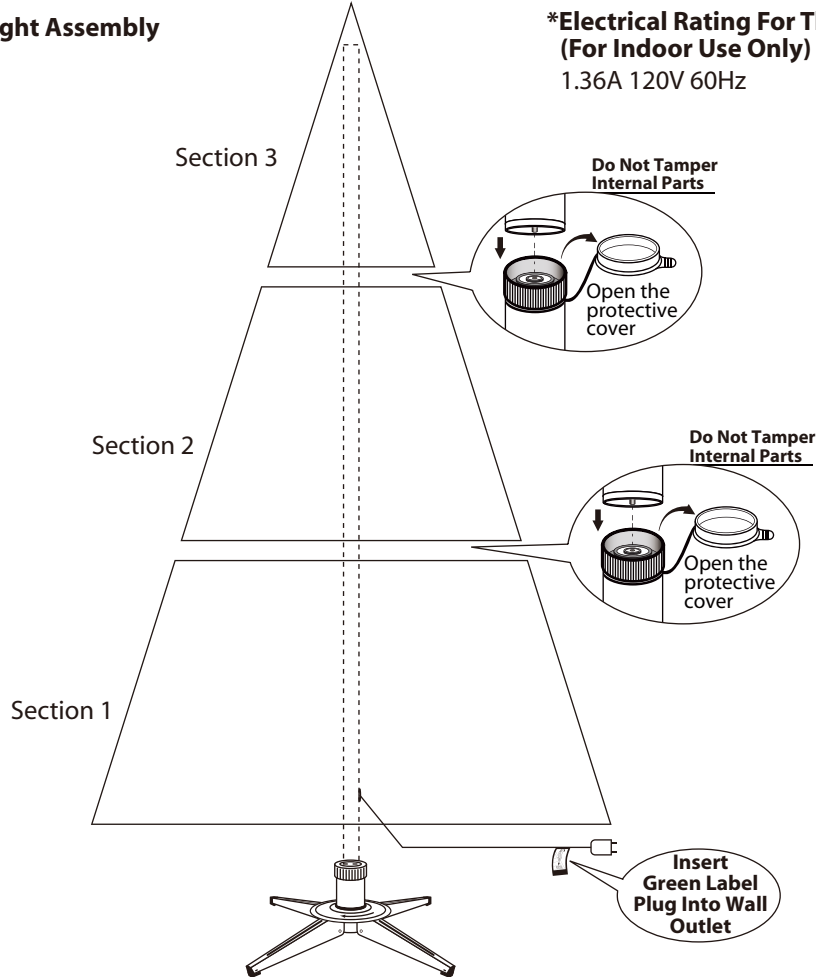 ght Assembly
*Electrical Rating For T
(For Indoor Use Only)
1.36A 120V 60Hz
Section 3
Do Not Tamper
Internal Parts
Open the
protective
cover
Section 2
Do Not Tamper
Internal Parts
Open the
protective
cover
Section 1
Insert
Green Label
Plug Into Wall
Outlet